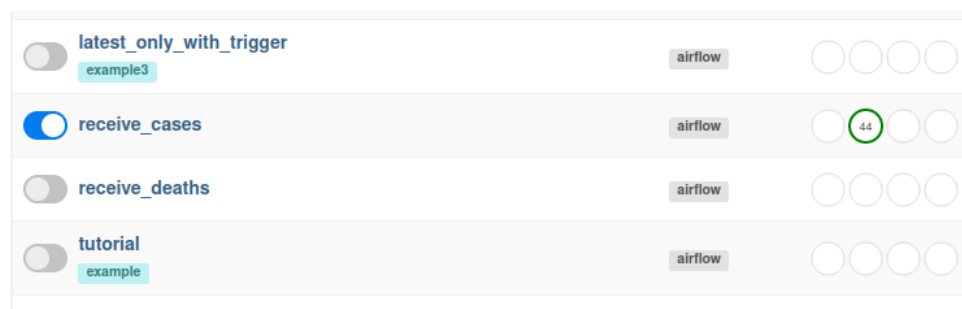 latest_only_with_trigger
example3
airflow
receive_cases
airflow
44
receive_deaths
airflow
tutorial
example
airflow